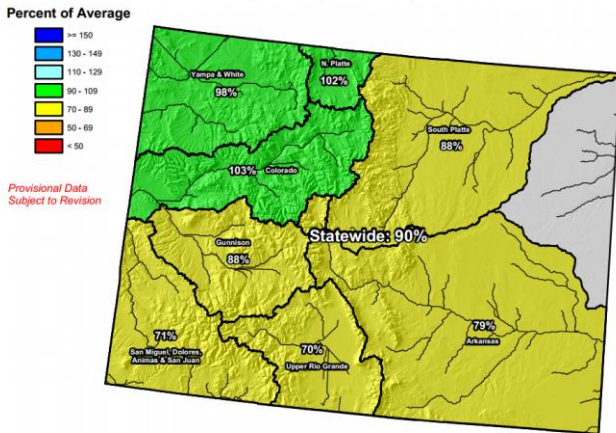 Percent of Average
>= 150
130 - 149
110 - 129
90 - 109
70 - 89
50 - 69
< 50
Provisional Data
Subject to Revision
Yampa & White
98%
N. Platte
102%
South Platte
88%
103%
Colorado
Statewide: 90%
Gunnison
88%
79%
Arkansas
71%
San Miguel, Dolores,
Animas & San Juan
70%
Upper Rio Grande